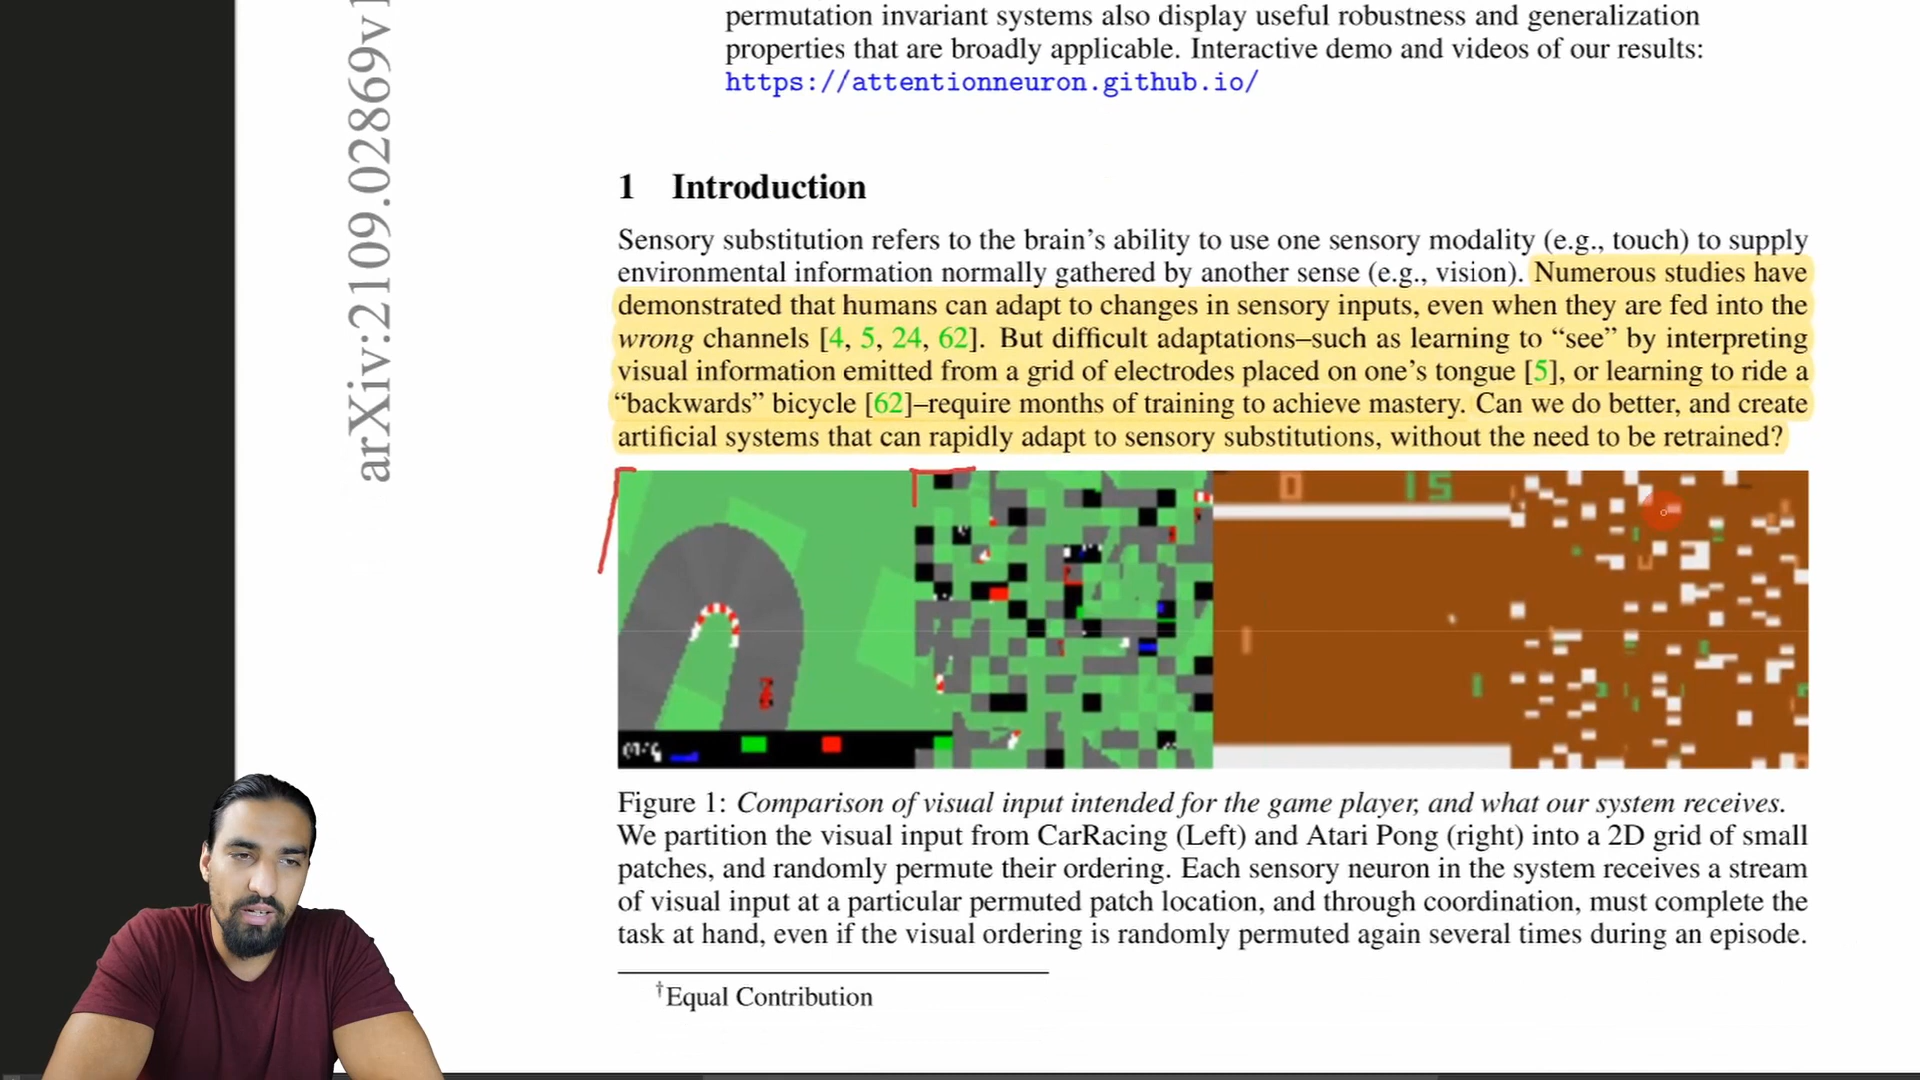 permutation invariant systems also display useful robustness and generalization
properties that are broadly applicable. Interactive demo and videos of our results:
https://attentionneuron.github.io/
arXiv:2109.02869v1
1 Introduction
Sensory substitution refers to the brain's ability to use one sensory modality (e.g., touch) to supply
environmental information normally gathered by another sense (e.g., vision). Numerous studies have
demonstrated that humans can adapt to changes in sensory inputs, even when they are fed into the
wrong channels [4, 5, 24, 62]. But difficult adaptations–such as learning to “see” by interpreting
visual information emitted from a grid of electrodes placed on one's tongue [5], or learning to ride a
“backwards” bicycle [62]–require months of training to achieve mastery. Can we do better, and create
artificial systems that can rapidly adapt to sensory substitutions, without the need to be retrained?
0 15
Figure 1: Comparison of visual input intended for the game player, and what our system receives.
We partition the visual input from CarRacing (Left) and Atari Pong (right) into a 2D grid of small
patches, and randomly permute their ordering. Each sensory neuron in the system receives a stream
of visual input at a particular permuted patch location, and through coordination, must complete the
task at hand, even if the visual ordering is randomly permuted again several times during an episode.
†Equal Contribution